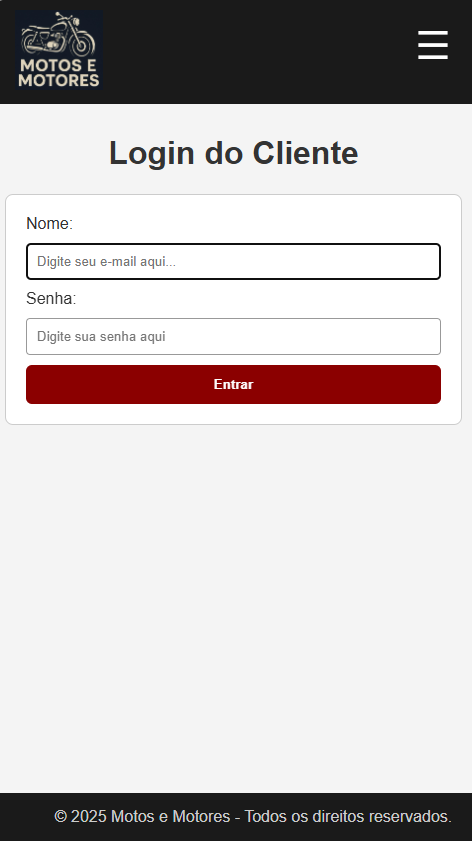 MOTOS E
MOTORES
☰
Login do Cliente
Nome:
Digite seu e-mail aqui...
Senha:
Digite sua senha aqui
Entrar
© 2025 Motos e Motores - Todos os direitos reservados.